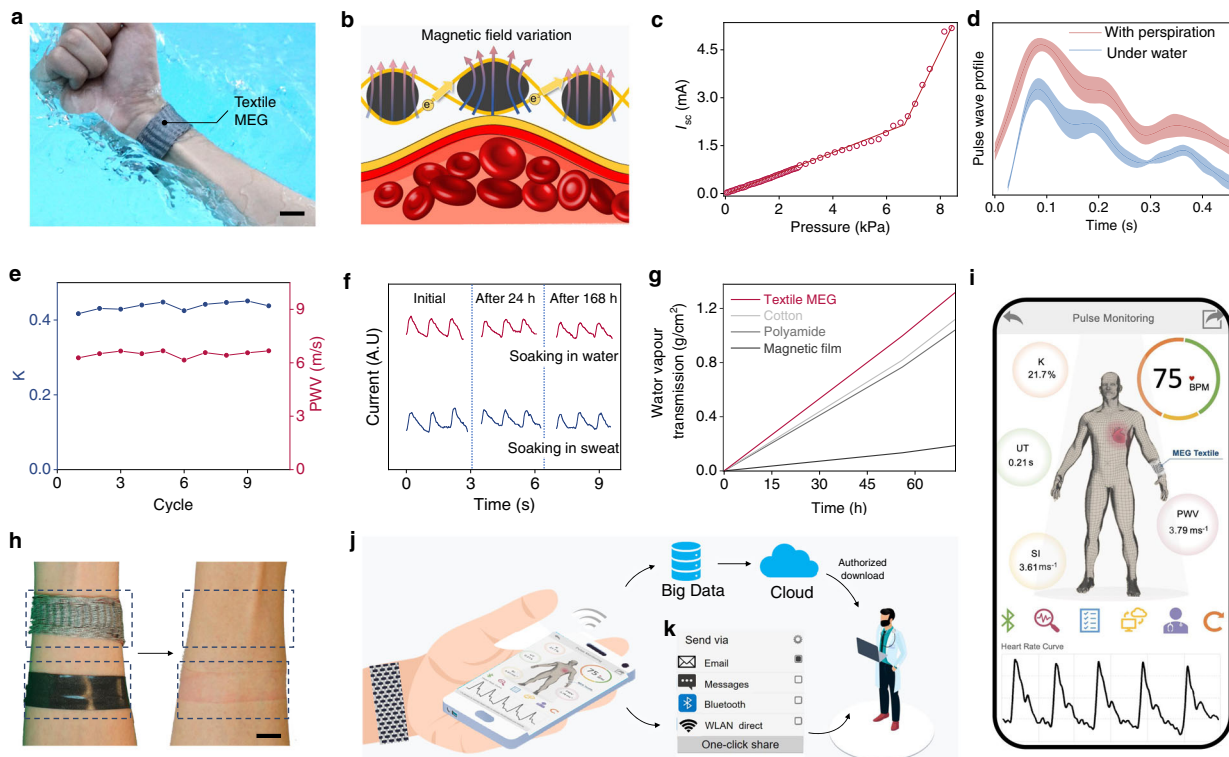 a
Textile
MEG
b
Magnetic field variation
e-
e-
c
4.5
3.0
1.5
0.0
Isc (mA)
0
2
4
6
8
Pressure (kPa)
d
With perspiration
Under water
Pulse wave profile
0.0
0.1
0.2
0.3
0.4
Time (s)
e
0.4
0.2
0.0
K
9
6
3
0
PWV (m/s)
0
3
6
9
Cycle
f
Initial
After 24 h
After 168 h
Soaking in water
Soaking in sweat
Current (A.U)
0
3
6
9
Time (s)
g
Textile MEG
Cotton
Polyamide
Magnetic film
1.2
0.8
0.4
0.0
Wator vapour
transmission (g/cm²)
0
15
30
45
60
Time (h)
h
i
Pulse Monitoring
K
21.7%
75
BPM
UT
0.21s
MEG Textile
PWV
3.79 ms-1
SI
3.61ms-1
Heart Rate Curve
j
Big Data
Cloud
Authorized
download
75
k
Send via
Email
Messages
Bluetooth
WLAN direct
One-click share